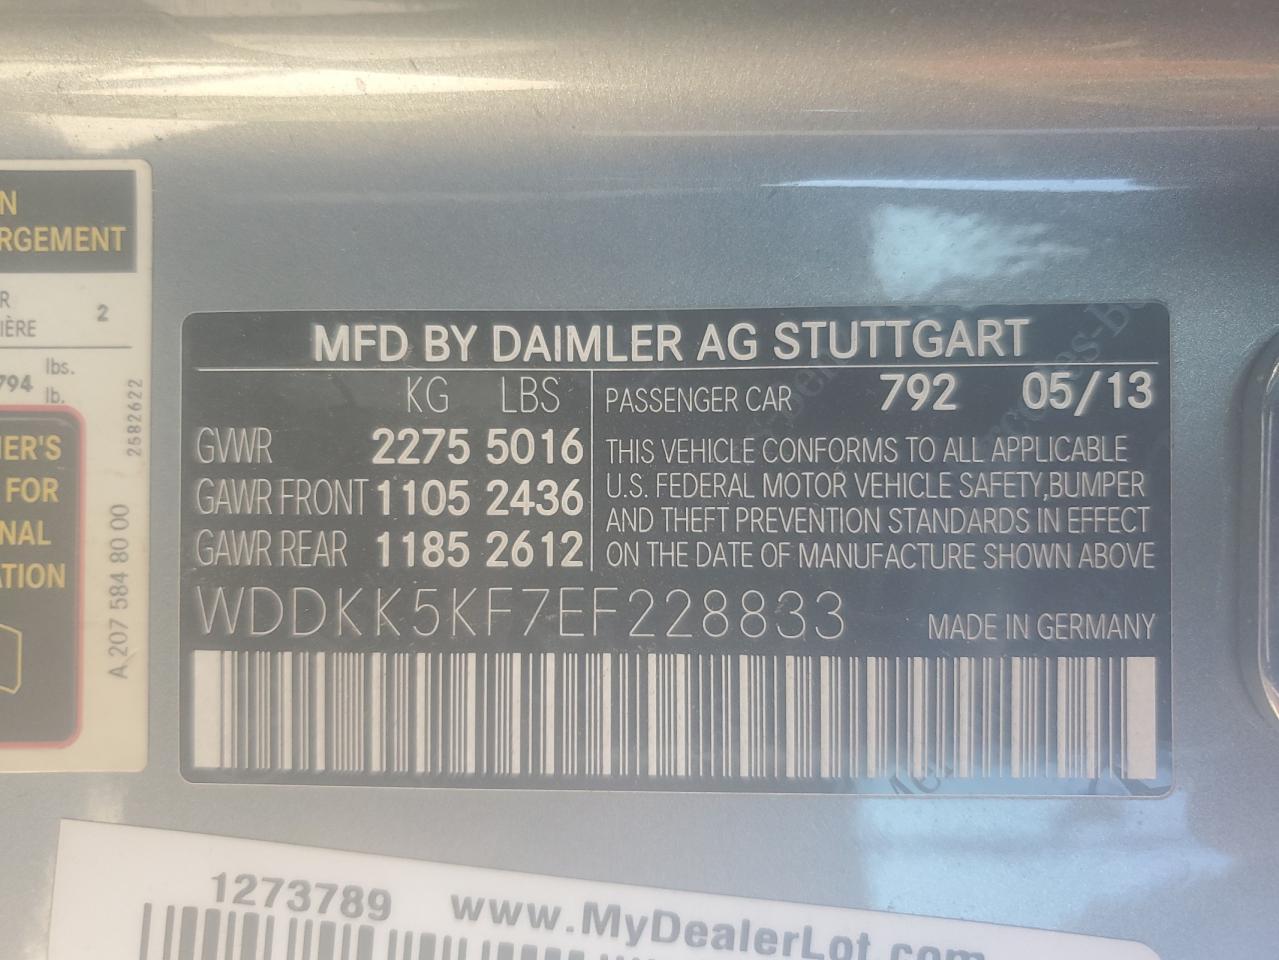 N
RGEMENT
R
IÈRE
2
794
lbs.
lb.
2582622
A 207 584 80 00
ER'S
FOR
NAL
ATION
MFD BY DAIMLER AG STUTTGART
KG LBS
GVWR 2275 5016
GAWR FRONT 1105 2436
GAWR REAR 1185 2612
PASSENGER CAR 792 05/13
THIS VEHICLE CONFORMS TO ALL APPLICABLE
U.S. FEDERAL MOTOR VEHICLE SAFETY,BUMPER
AND THEFT PREVENTION STANDARDS IN EFFECT
ON THE DATE OF MANUFACTURE SHOWN ABOVE
WDDKK5KF7EF228833
MADE IN GERMANY
1273789
www.MyDealerLot.com